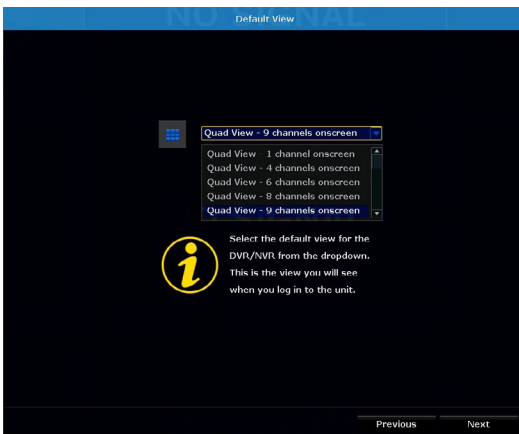 NO SIGNAL
Default View
Quad View - 9 channels onscreen
Quad View - 1 channel onscreen
Quad View - 4 channels onscreen
Quad View - 6 channels onscreen
Quad View - 8 channels onscreen
Quad View - 9 channels onscreen
Select the default view for the
DVR/NVR from the dropdown.
This is the view you will see
when you log in to the unit.
Previous Next